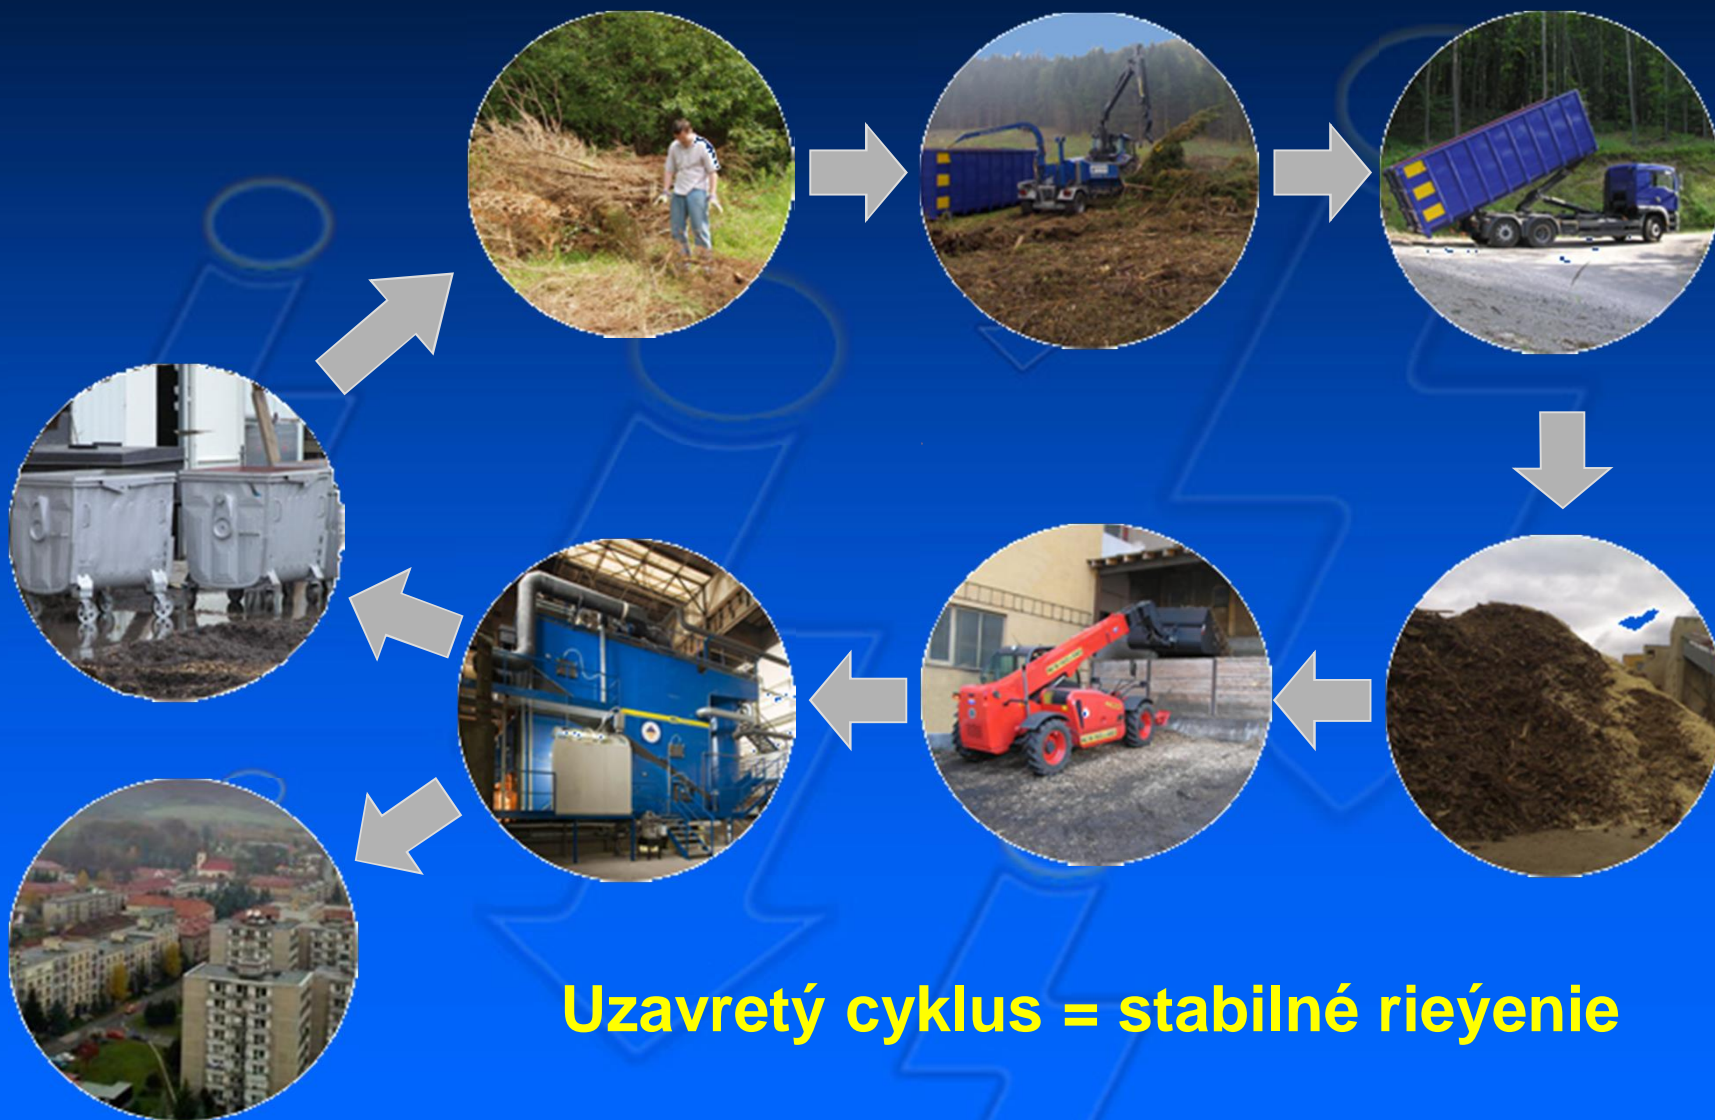 Uzavretý cyklus = stabilné rieýenie